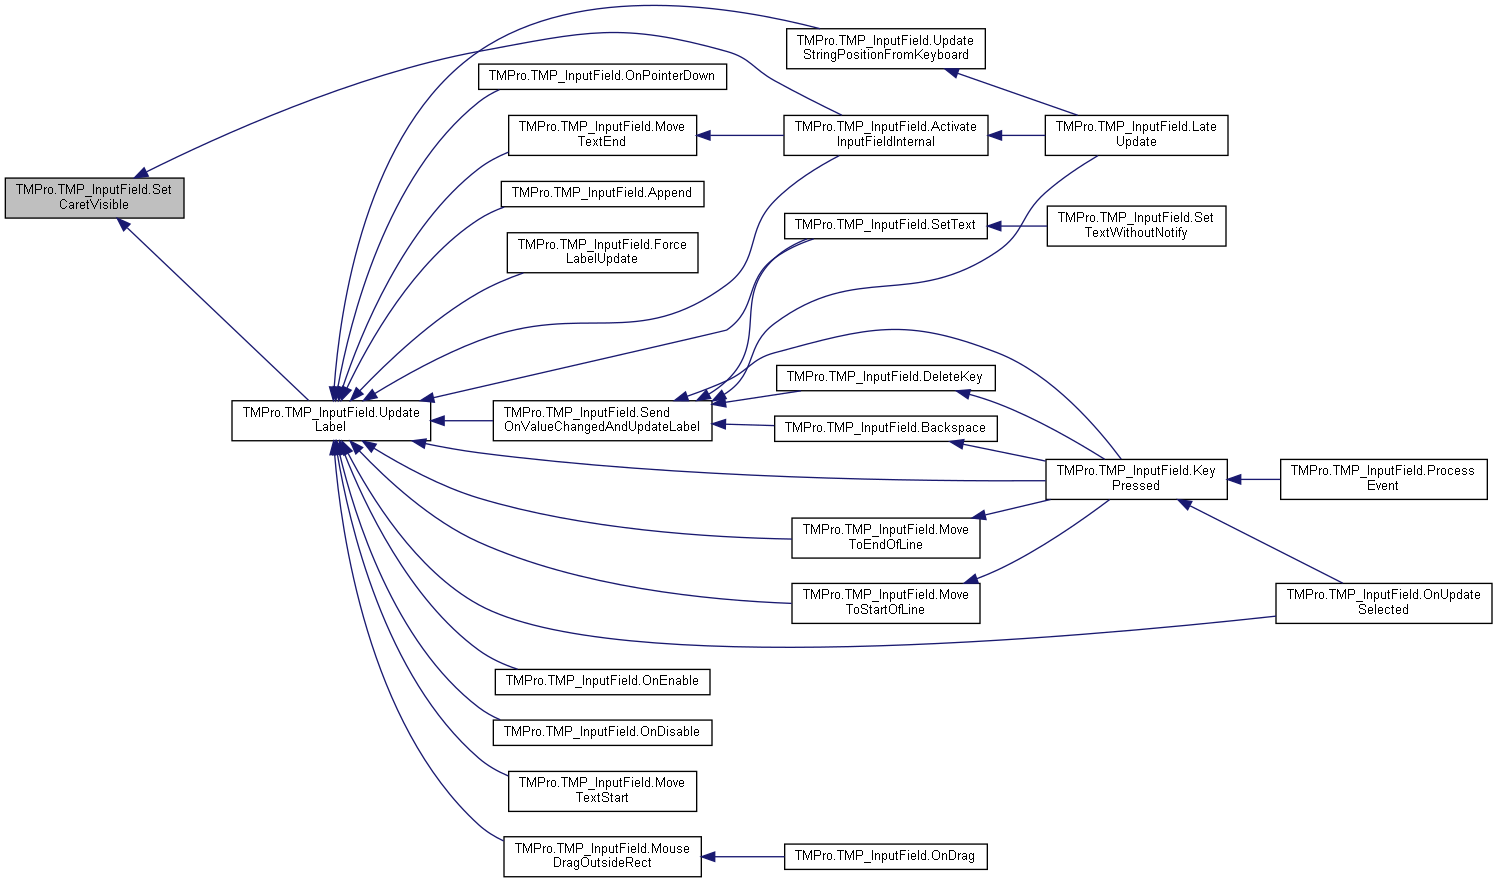 TMPro.TMP_InputField.Set
CaretVisible
TMPro.TMP_InputField.Update
Label
TMPro.TMP_InputField.OnPointerDown
TMPro.TMP_InputField.Move
TextEnd
TMPro.TMP_InputField.Append
TMPro.TMP_InputField.Force
LabelUpdate
TMPro.TMP_InputField.Send
OnValueChangedAndUpdateLabel
TMPro.TMP_InputField.OnEnable
TMPro.TMP_InputField.OnDisable
TMPro.TMP_InputField.Move
TextStart
TMPro.TMP_InputField.Mouse
DragOutsideRect
TMPro.TMP_InputField.Update
StringPositionFromKeyboard
TMPro.TMP_InputField.Activate
InputFieldInternal
TMPro.TMP_InputField.SetText
TMPro.TMP_InputField.DeleteKey
TMPro.TMP_InputField.Backspace
TMPro.TMP_InputField.Move
ToEndOfLine
TMPro.TMP_InputField.Move
ToStartOfLine
TMPro.TMP_InputField.OnDrag
TMPro.TMP_InputField.Late
Update
TMPro.TMP_InputField.Set
TextWithoutNotify
TMPro.TMP_InputField.Key
Pressed
TMPro.TMP_InputField.Process
Event
TMPro.TMP_InputField.OnUpdate
Selected